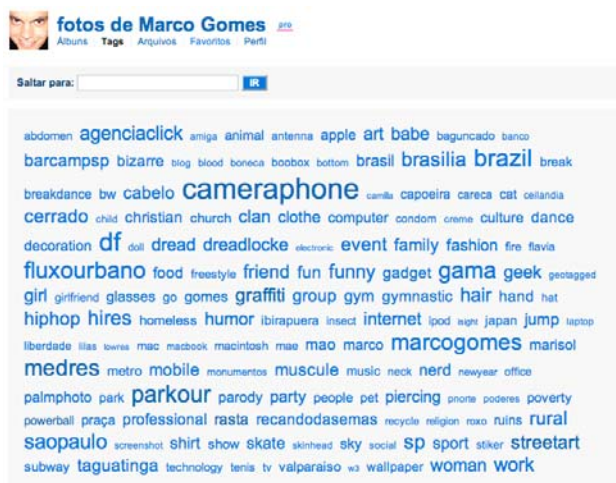 fotos de Marco Gomes pro
Álbuns Tags Arquivos Favoritos Perfil
Saltar para: IR
abdomen agenciaclick amiga animal antenna apple art babe baguncado banco
barcampsp bizarre blog blood boneca boobox bottom brasil brasilia brazil break
breakdance bw cabelo cameraphone camilla capoeira careca cat ceilandia
cerrado child christian church clan clothe computer condom creme culture dance
decoration df doll dread dreadlocke electronic event family fashion fire flavia
fluxourbano food freestyle friend fun funny gadget gama geek geotagged
girl girlfriend glasses go gomes graffiti group gym gymnastic hair hand hat
hiphop hires homeless humor ibirapuera insect internet ipod isight japan jump laptop
liberdade lilas lowres mac macbook macintosh mae mao marco marcogomes marisol
medres metro mobile monumentos muscule music neck nerd newyear office
palmphoto park parkour parody party people pet piercing pnorte poderes poverty
powerball praça professional rasta recandodasemas recycle religion roxo ruins rural
saopaulo screenshot shirt show skate skinhead sky social sp sport stiker streetart
subway taguatinga technology tenis tv valparaiso w3 wallpaper woman work